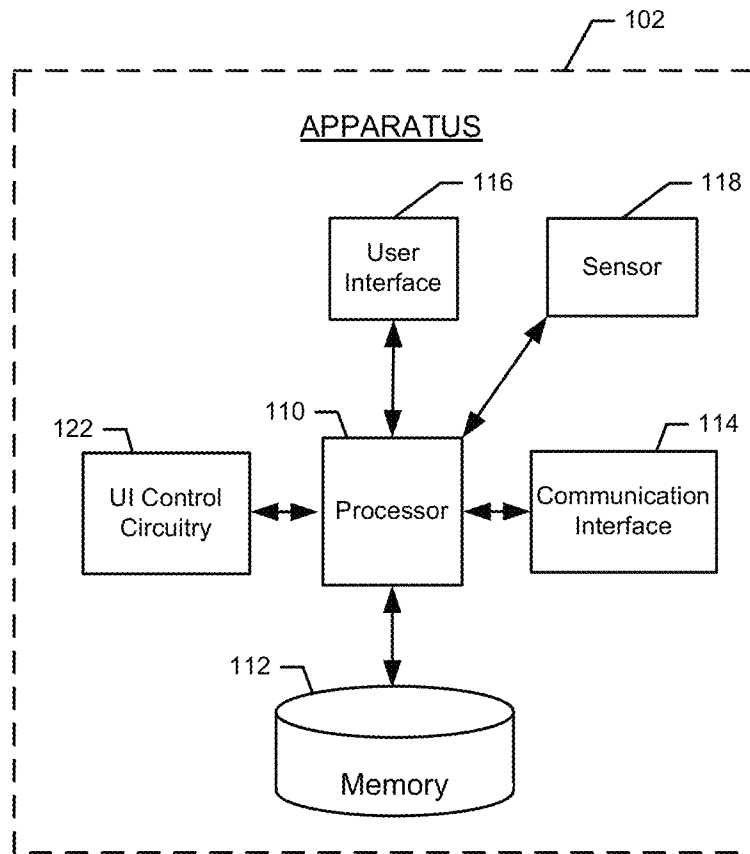 102
APPARATUS
116
118
User
Interface
Sensor
110
122
114
UI Control
Circuitry
Processor
Communication
Interface
112
Memory